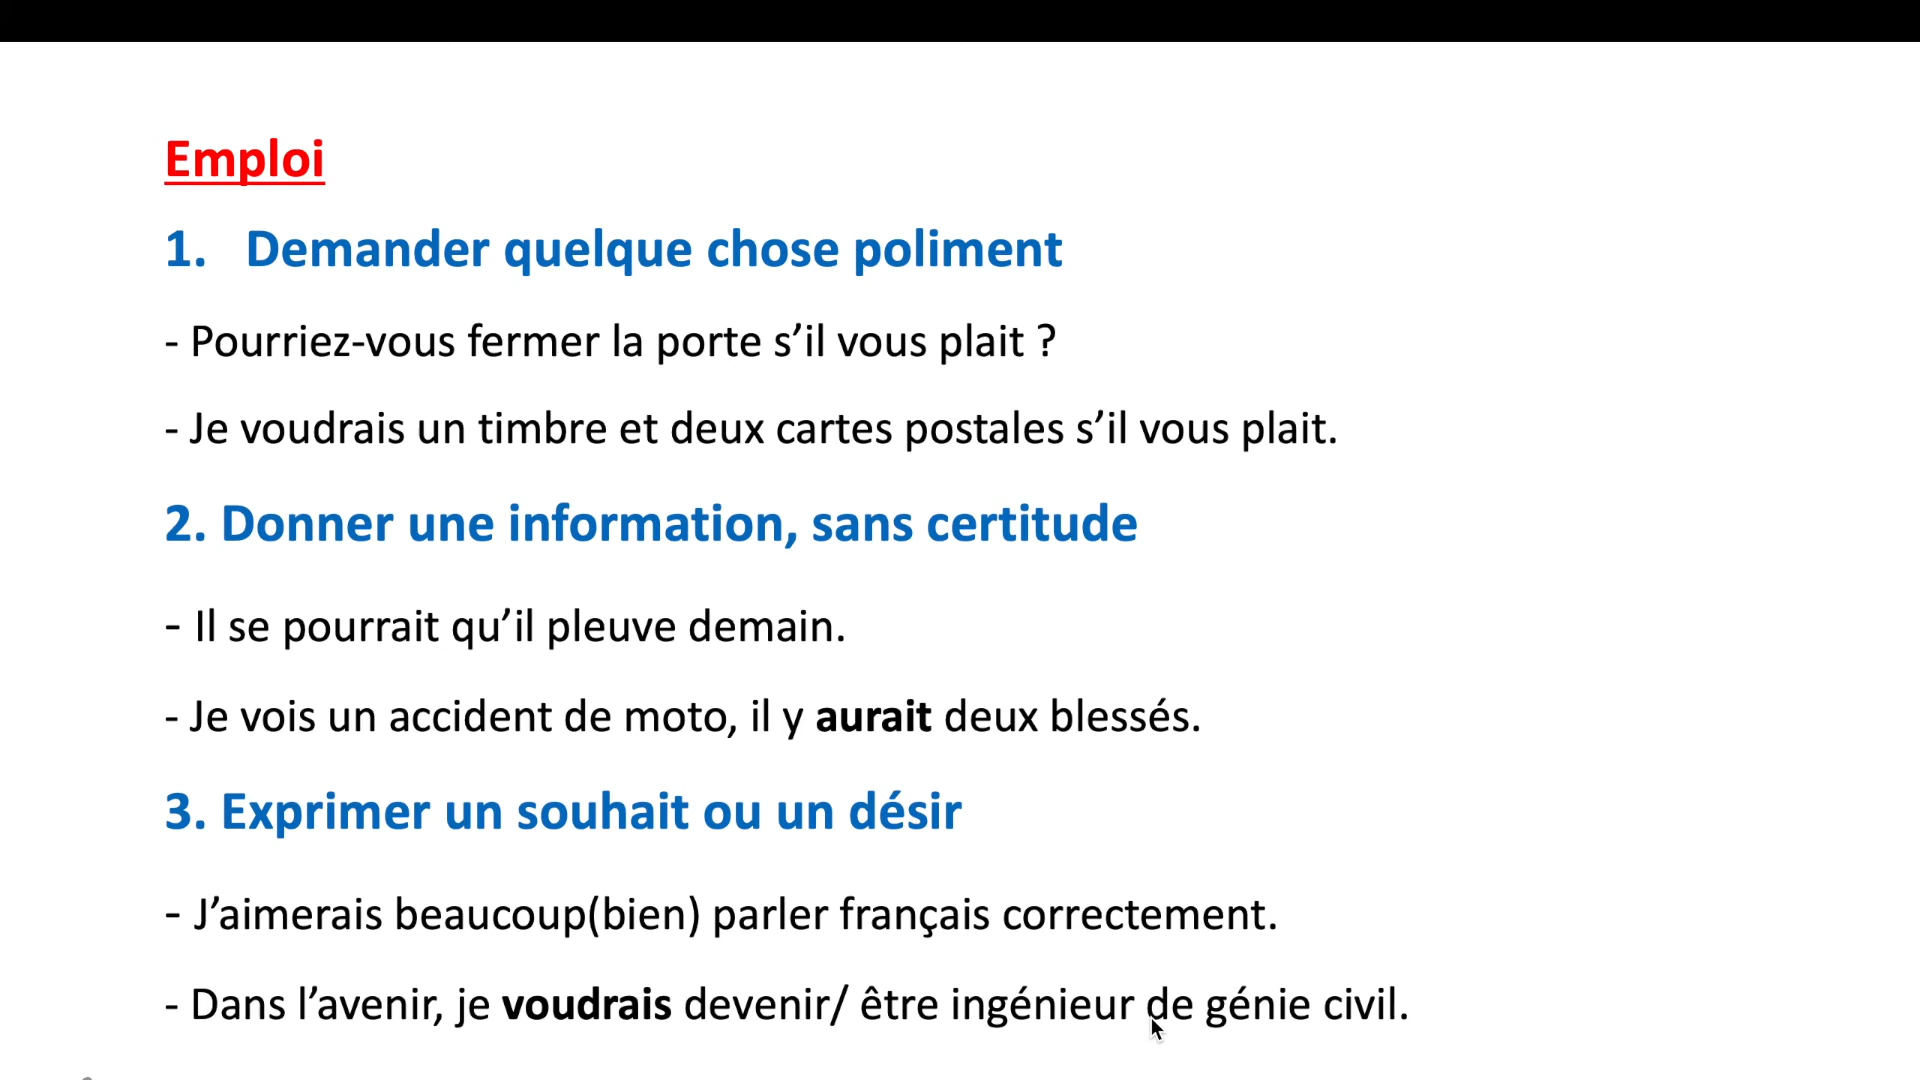 Emploi
1. Demander quelque chose poliment
- Pourriez-vous fermer la porte s’il vous plait ?
- Je voudrais un timbre et deux cartes postales s’il vous plait.
2. Donner une information, sans certitude
- Il se pourrait qu’il pleuve demain.
- Je vois un accident de moto, il y aurait deux blessés.
3. Exprimer un souhait ou un désir
- J’aimerais beaucoup(bien) parler français correctement.
- Dans l’avenir, je voudrais devenir/ être ingénieur de génie civil.